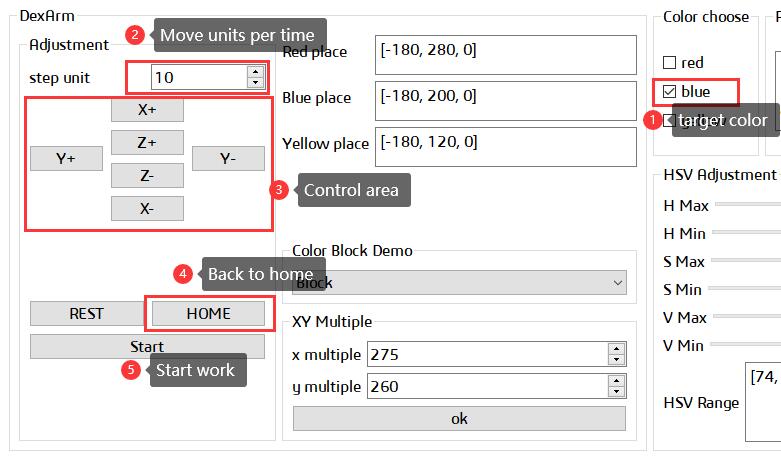 DexArm
Color choose
2 Move units per time
Adjustment
step unit 10
Red place [-180, 280, 0]
red
X+
Blue place [-180, 200, 0]
blue
1 target color
Z+
Y+
Y-
Yellow place [-180, 120, 0]
Z-
HSV Adjustment
3 Control area
X-
H Max
H Min
Color Block Demo
S Max
4 Back to home
Block
S Min
REST
HOME
XY Multiple
V Max
Start
x multiple 275
V Min
5 Start work
y multiple 260
[74,
HSV Range
ok